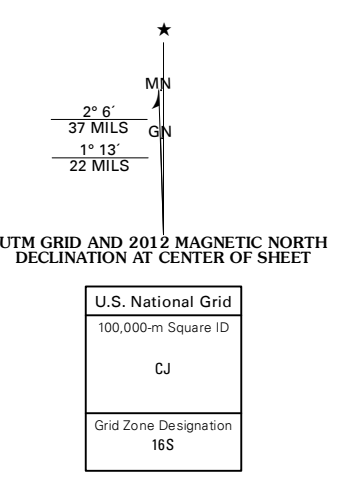 ★
MN
2° 6´
37 MILS
GN
1° 13´
22 MILS
UTM GRID AND 2012 MAGNETIC NORTH
DECLINATION AT CENTER OF SHEET
U.S. National Grid
100,000-m Square ID
CJ
Grid Zone Designation
16S